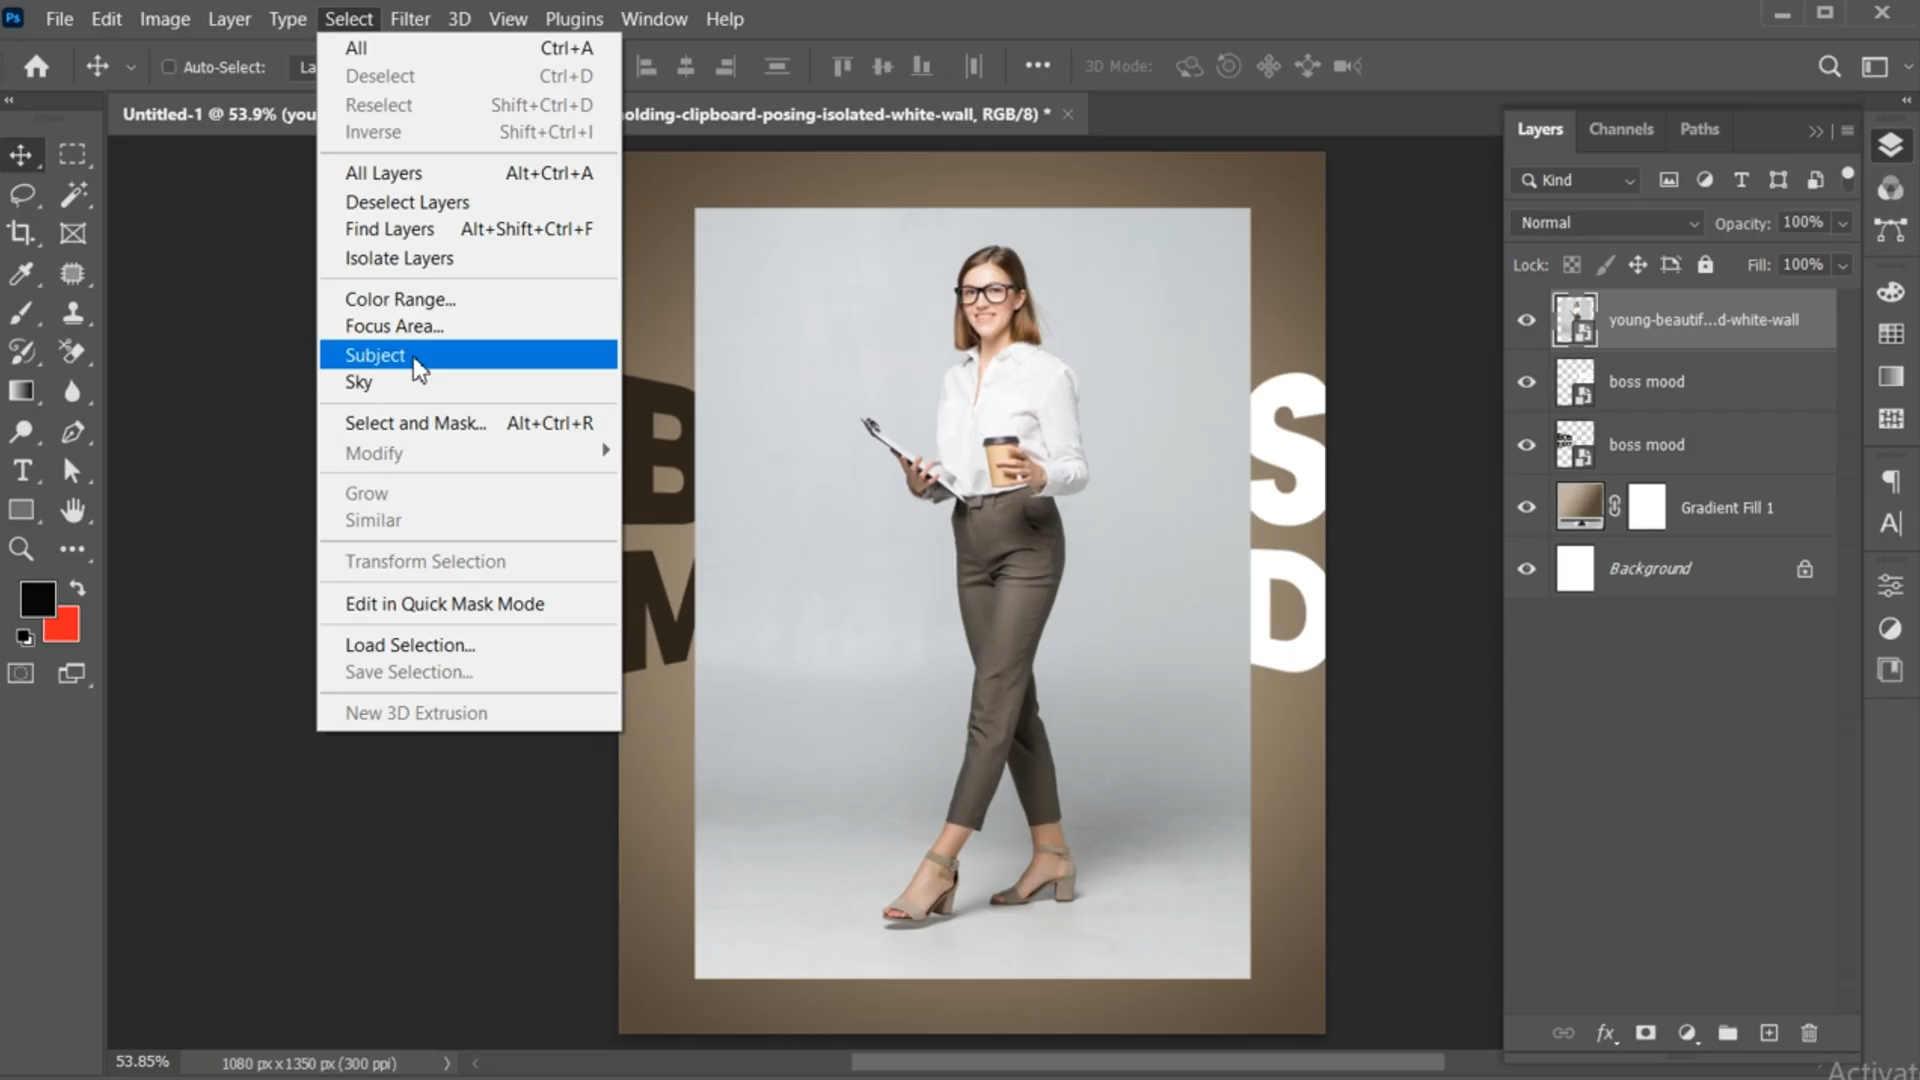 Ps File Edit Image Layer Type Select Filter 3D View Plugins Window Help
Auto-Select: La
3D Mode:
Untitled-1 @ 53.9% (you
olding-clipboard-posing-isolated-white-wall, RGB/8) *
All Ctrl+A
Deselect Ctrl+D
Reselect Shift+Ctrl+D
Inverse Shift+Ctrl+I
All Layers Alt+Ctrl+A
Deselect Layers
Find Layers Alt+Shift+Ctrl+F
Isolate Layers
Color Range...
Focus Area...
Subject
Sky
Select and Mask... Alt+Ctrl+R
Modify
Grow
Similar
Transform Selection
Edit in Quick Mask Mode
Load Selection...
Save Selection...
New 3D Extrusion
B S
M D
Layers Channels Paths
Kind
Normal Opacity: 100%
Lock: Fill: 100%
young-beautif...d-white-wall
boss mood
boss mood
Gradient Fill 1
Background
fx
53.85% 1080 px x 1350 px (300 ppi)
Activat